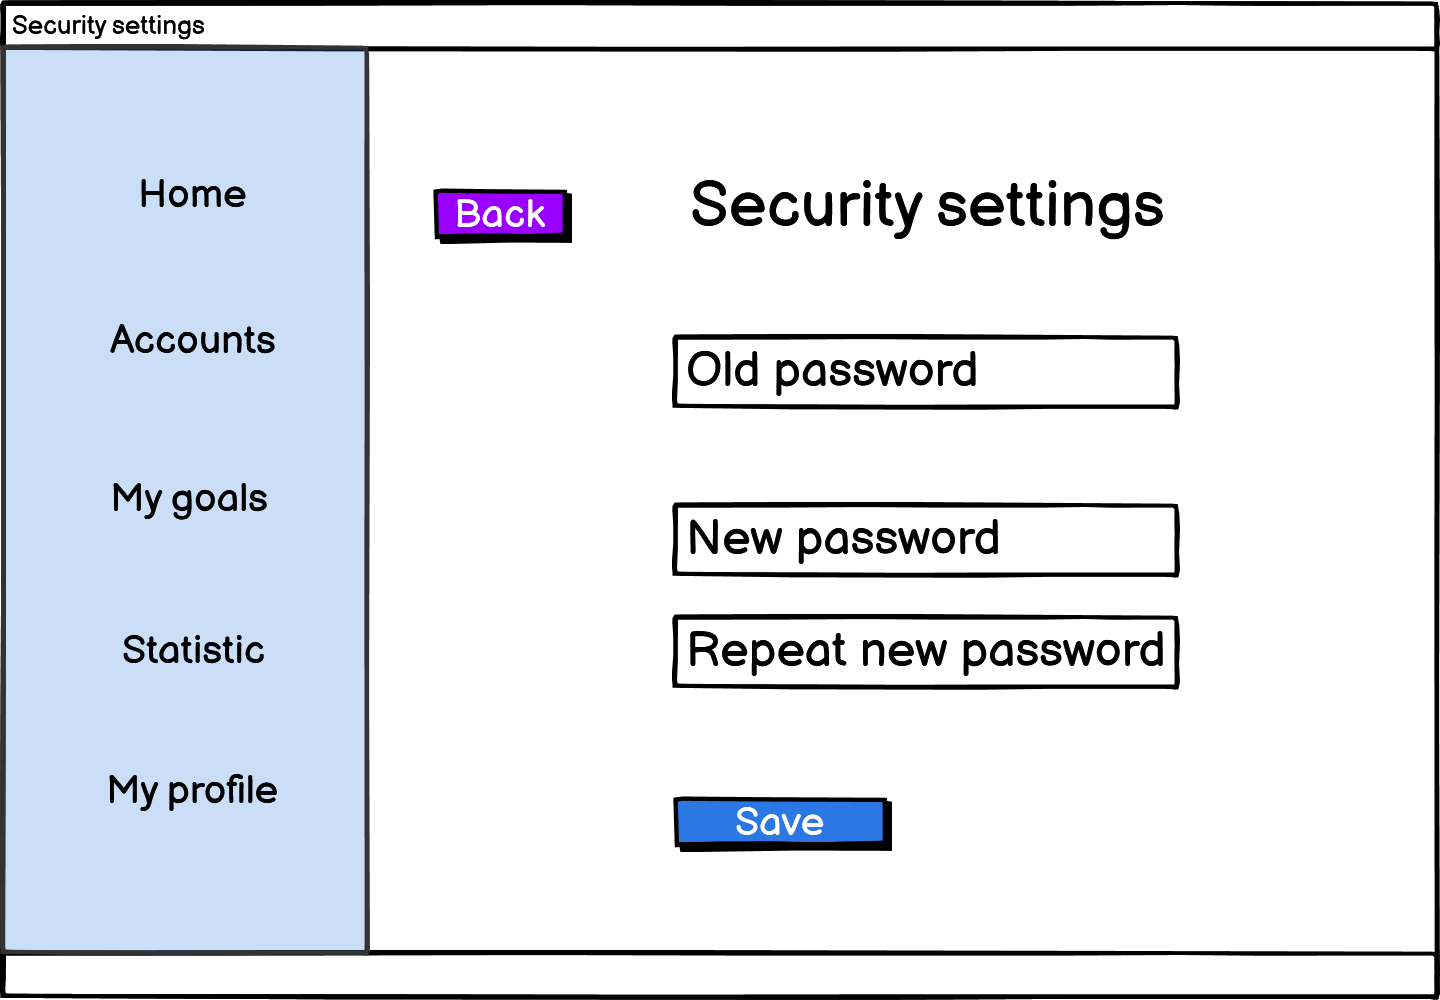 Security settings
Home
Accounts
My goals
Statistic
My profile
Back
Security settings
Old password
New password
Repeat new password
Save